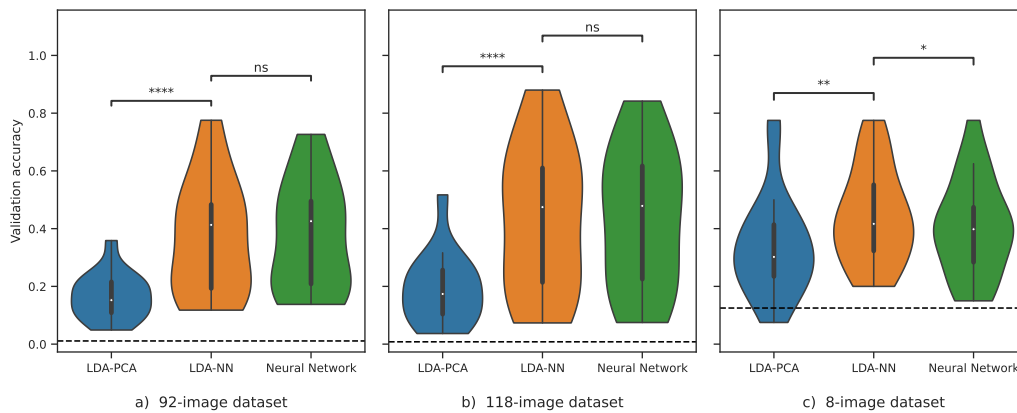 Validation accuracy
1.0
0.8
0.6
0.4
0.2
0.0
****
ns
LDA-PCA
LDA-NN
Neural Network
a) 92-image dataset
****
ns
LDA-PCA
LDA-NN
Neural Network
b) 118-image dataset
**
*
LDA-PCA
LDA-NN
Neural Network
c) 8-image dataset